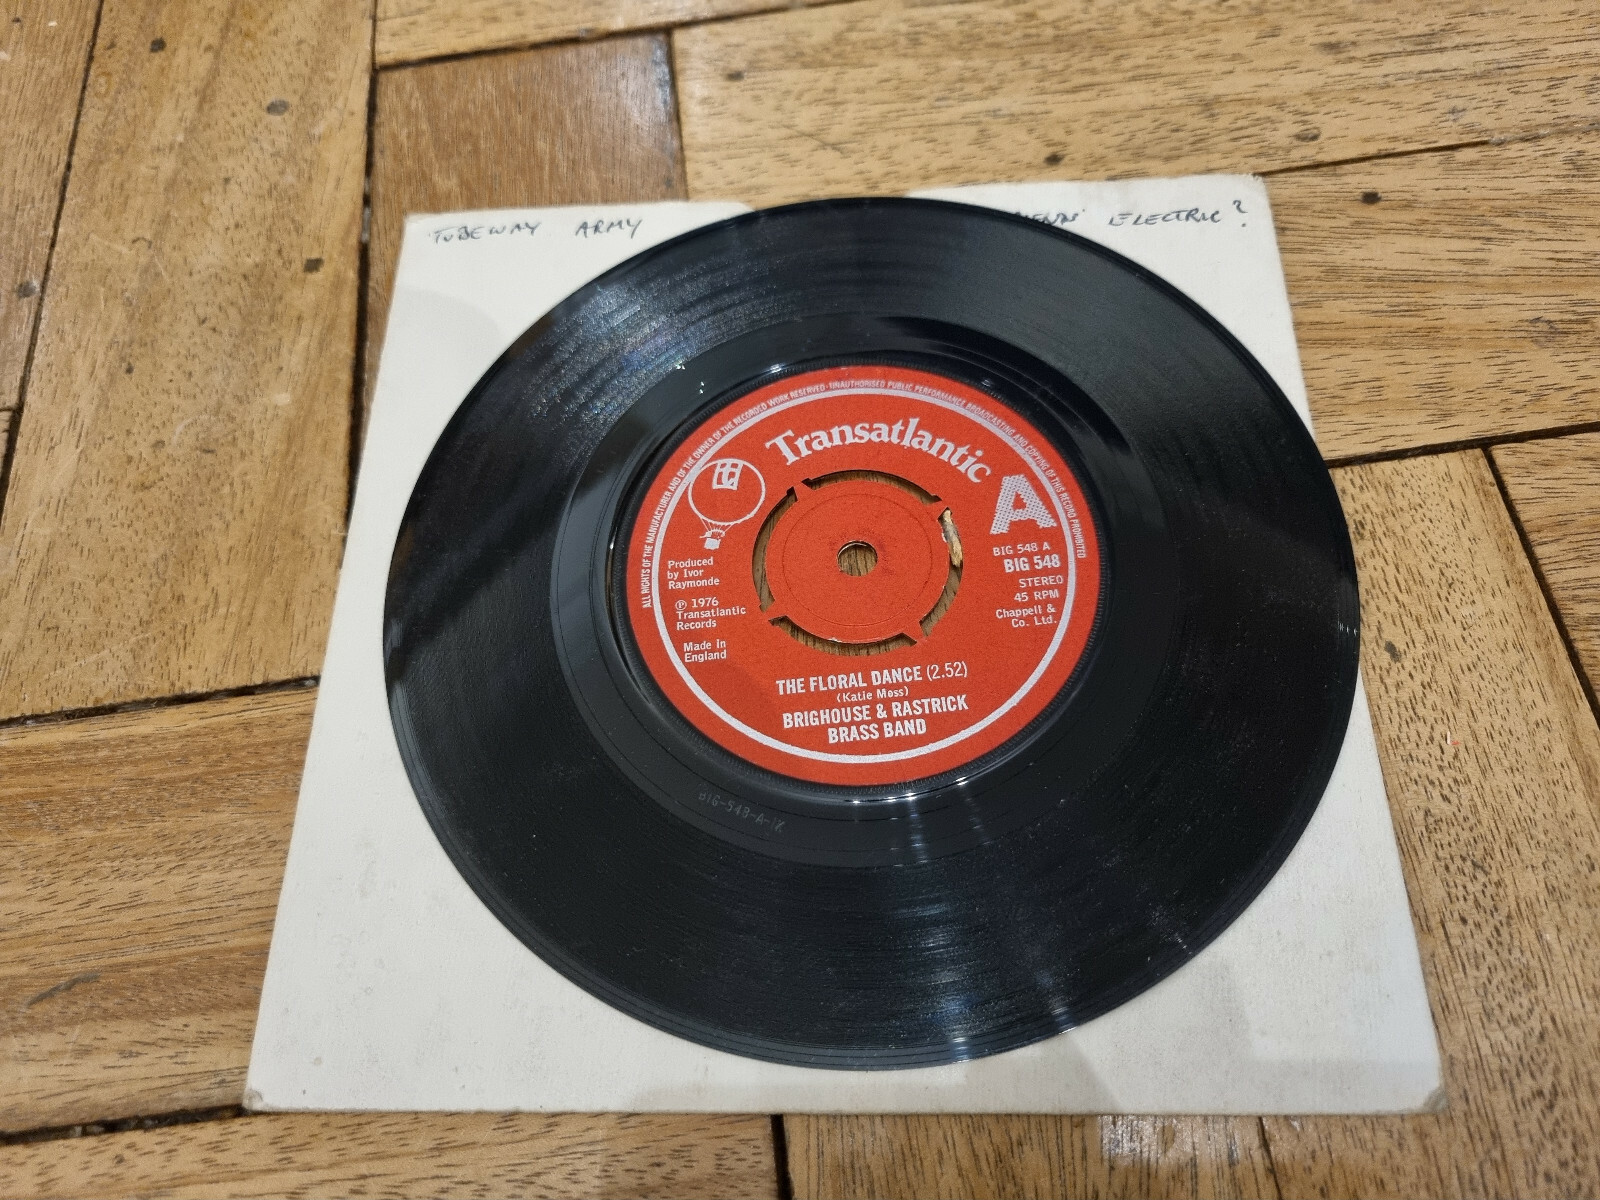 TUBEWAY ARMY
ELECTRIC?
ALL RIGHTS OF THE MANUFACTURER AND OF THE OWNER OF THE RECORDED WORK RESERVED · UNAUTHORISED PUBLIC PERFORMANCE BROADCASTING AND COPYING OF THIS RECORD PROHIBITED
Transatlantic
A
Produced
by Ivor
Raymonde
℗ 1976
Transatlantic
Records
Made in
England
BIG 548 A
BIG 548
STEREO
45 RPM
Chappell &
Co. Ltd.
THE FLORAL DANCE (2.52)
(Katie Moss)
BRIGHOUSE & RASTRICK
BRASS BAND
BIG-548-A-1K